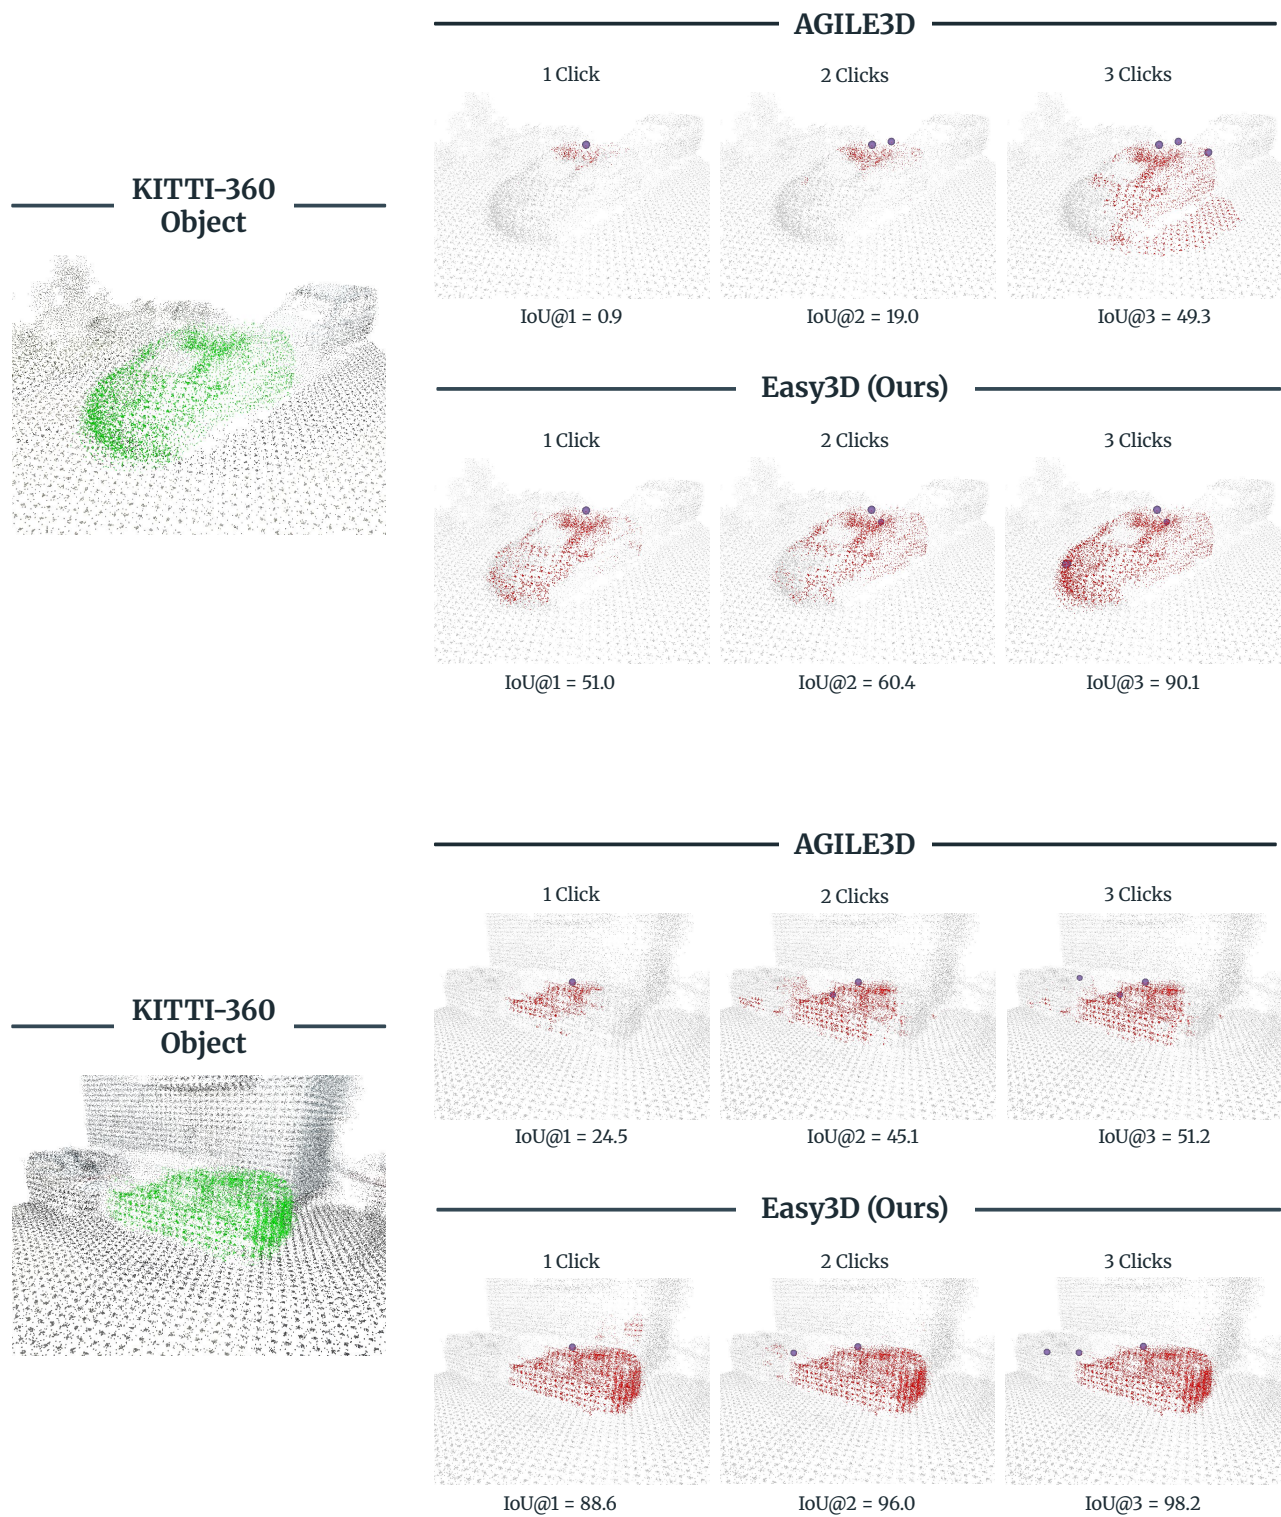 AGILE3D
1 Click
2 Clicks
3 Clicks
KITTI-360
Object
IoU@1 = 0.9
IoU@2 = 19.0
IoU@3 = 49.3
Easy3D (Ours)
1 Click
2 Clicks
3 Clicks
IoU@1 = 51.0
IoU@2 = 60.4
IoU@3 = 90.1
AGILE3D
1 Click
2 Clicks
3 Clicks
KITTI-360
Object
IoU@1 = 24.5
IoU@2 = 45.1
IoU@3 = 51.2
Easy3D (Ours)
1 Click
2 Clicks
3 Clicks
IoU@1 = 88.6
IoU@2 = 96.0
IoU@3 = 98.2